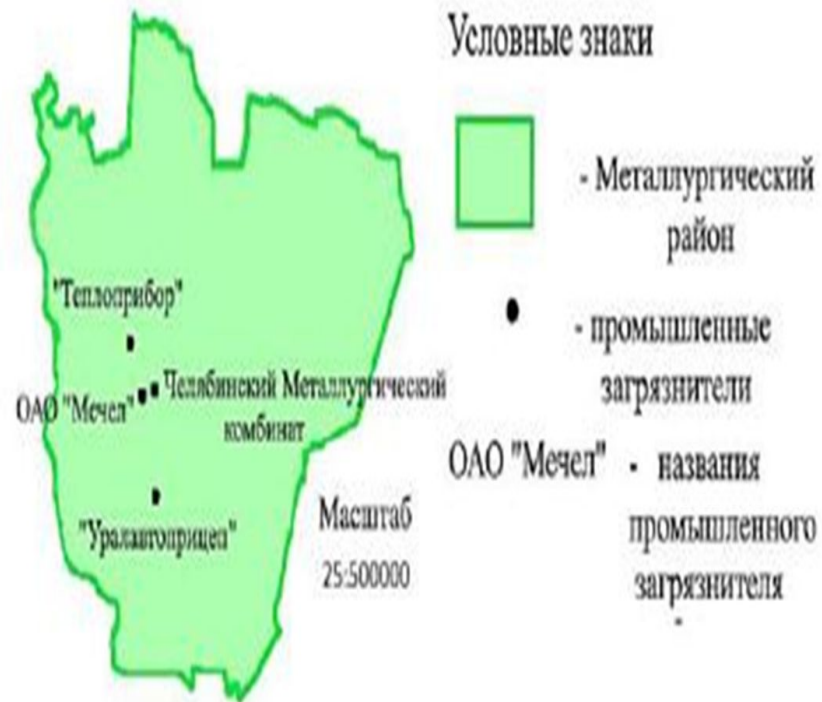 Условные знаки
- Металлургический
район
- промышленные
загрязнители
ОАО "Мечел" - названия
промышленного
загрязнителя
-
"Теплоприбор"
ОАО "Мечел"
Челябинский Металлургический
комбинат
"Уралавтоприцеп"
Масштаб
25:500000